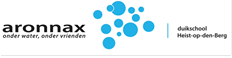 aronnax
onder water, onder vrienden
duikschool
Heist-op-den-Berg